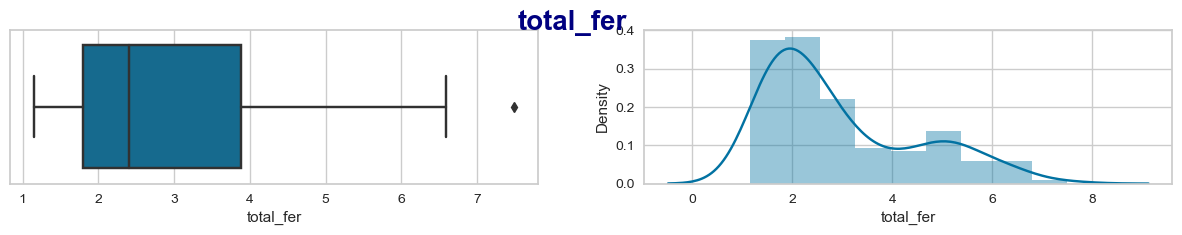 total_fer
1 2 3 4 5 6 7
total_fer
Density
0.4
0.3
0.2
0.1
0.0
0 2 4 6 8
total_fer